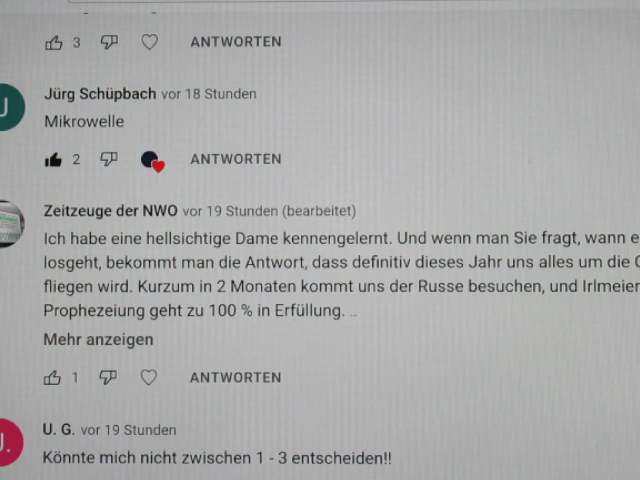 3 ANTWORTEN
Jürg Schüpbach vor 18 Stunden
Mikrowelle
2 ANTWORTEN
Zeitzeuge der NWO vor 19 Stunden (bearbeitet)
Ich habe eine hellsichtige Dame kennengelernt. Und wenn man Sie fragt, wann e
losgeht, bekommt man die Antwort, dass definitiv dieses Jahr uns alles um die
fliegen wird. Kurzum in 2 Monaten kommt uns der Russe besuchen, und Irlmeier
Prophezeiung geht zu 100 % in Erfüllung. ...
Mehr anzeigen
1 ANTWORTEN
U. G. vor 19 Stunden
Könnte mich nicht zwischen 1 - 3 entscheiden!!